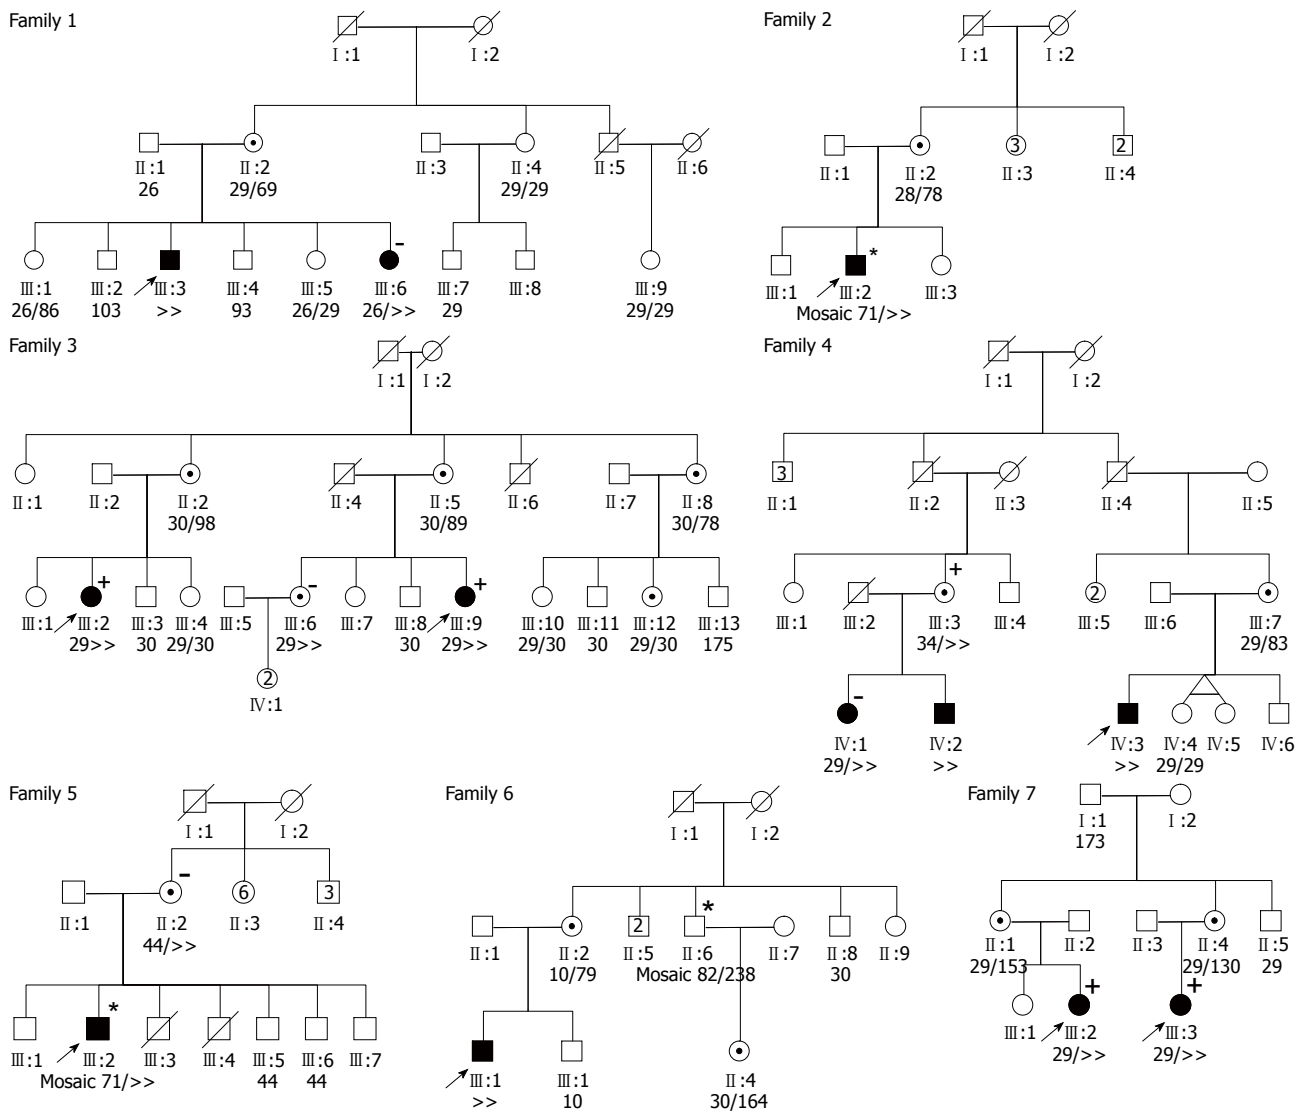 Family 1
Ⅰ:1 Ⅰ:2
Ⅱ:1 Ⅱ:2 Ⅱ:3 Ⅱ:4 Ⅱ:5 Ⅱ:6
26 29/69 29/29
-
Ⅲ:1 Ⅲ:2 Ⅲ:3 Ⅲ:4 Ⅲ:5 Ⅲ:6 Ⅲ:7 Ⅲ:8 Ⅲ:9
26/86 103 >> 93 26/29 26/>> 29 29/29
Family 2
Ⅰ:1 Ⅰ:2
3 2
Ⅱ:1 Ⅱ:2 Ⅱ:3 Ⅱ:4
28/78
*
Ⅲ:1 Ⅲ:2 Ⅲ:3
Mosaic 71/>>
Family 3
Ⅰ:1 Ⅰ:2
Ⅱ:1 Ⅱ:2 Ⅱ:2 Ⅱ:4 Ⅱ:5 Ⅱ:6 Ⅱ:7 Ⅱ:8
30/98 30/89 30/78
+ - +
Ⅲ:1 Ⅲ:2 Ⅲ:3 Ⅲ:4 Ⅲ:5 Ⅲ:6 Ⅲ:7 Ⅲ:8 Ⅲ:9 Ⅲ:10 Ⅲ:11 Ⅲ:12 Ⅲ:13
29>> 30 29/30 29>> 30 29>> 29/30 30 29/30 175
2
Ⅳ:1
Family 4
Ⅰ:1 Ⅰ:2
3
Ⅱ:1 Ⅱ:2 Ⅱ:3 Ⅱ:4 Ⅱ:5
+
2
Ⅲ:1 Ⅲ:2 Ⅲ:3 Ⅲ:4 Ⅲ:5 Ⅲ:6 Ⅲ:7
34/>> 29/83
-
Ⅳ:1 Ⅳ:2 Ⅳ:3 Ⅳ:4 Ⅳ:5 Ⅳ:6
29/>> >> >> 29/29
Family 5
Ⅰ:1 Ⅰ:2
-
6 3
Ⅱ:1 Ⅱ:2 Ⅱ:3 Ⅱ:4
44/>>
*
Ⅲ:1 Ⅲ:2 Ⅲ:3 Ⅲ:4 Ⅲ:5 Ⅲ:6 Ⅲ:7
Mosaic 71/>> 44 44
Family 6
Ⅰ:1 Ⅰ:2
*
2
Ⅱ:1 Ⅱ:2 Ⅱ:5 Ⅱ:6 Ⅱ:7 Ⅱ:8 Ⅱ:9
10/79 Mosaic 82/238 30
Ⅲ:1 Ⅲ:1 Ⅱ:4
>> 10 30/164
Family 7
Ⅰ:1 Ⅰ:2
173
Ⅱ:1 Ⅱ:2 Ⅱ:3 Ⅱ:4 Ⅱ:5
29/153 29/130 29
+ +
Ⅲ:1 Ⅲ:2 Ⅲ:3
29/>> 29/>>